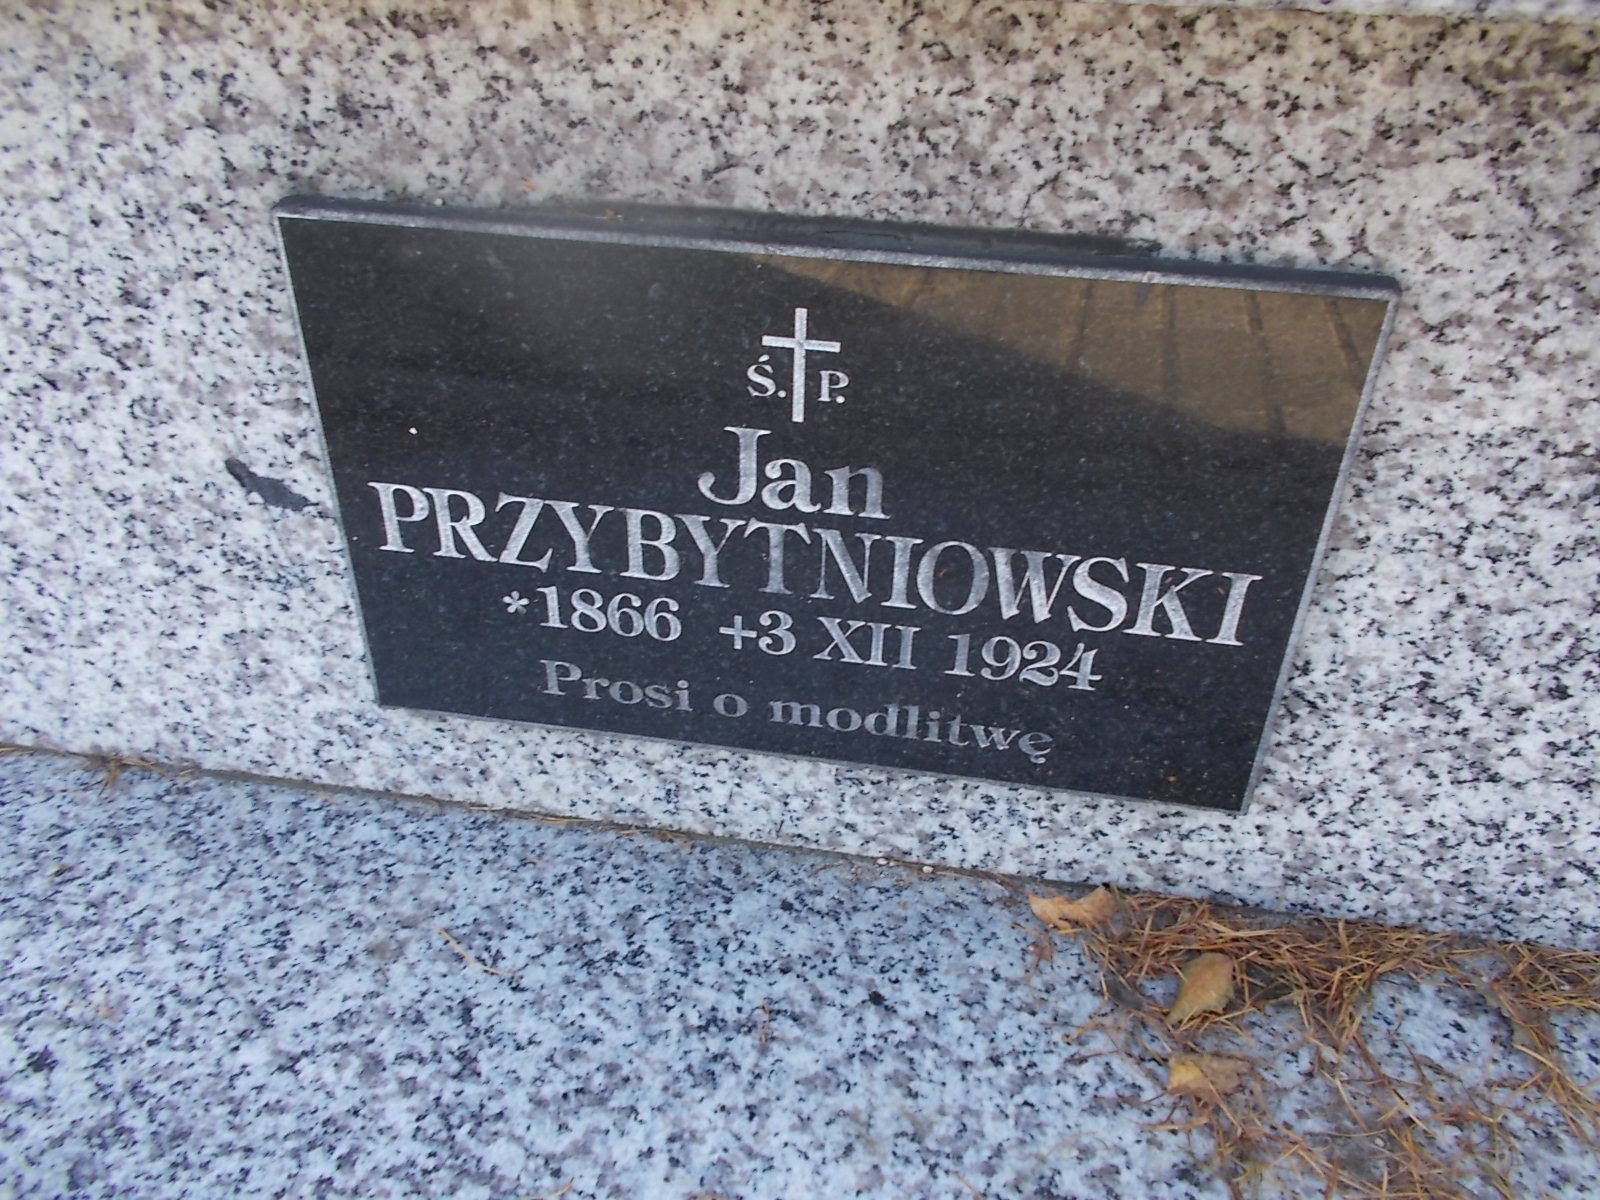 Ś. P.
Jan
PRZYBYTNIOWSKI
*1866 +3 XII 1924
Prosi o modlitwę